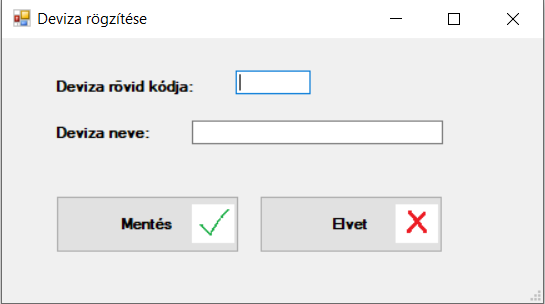 Deviza rögzítése
Deviza rövid kódja:
Deviza neve:
Mentés
Elvet